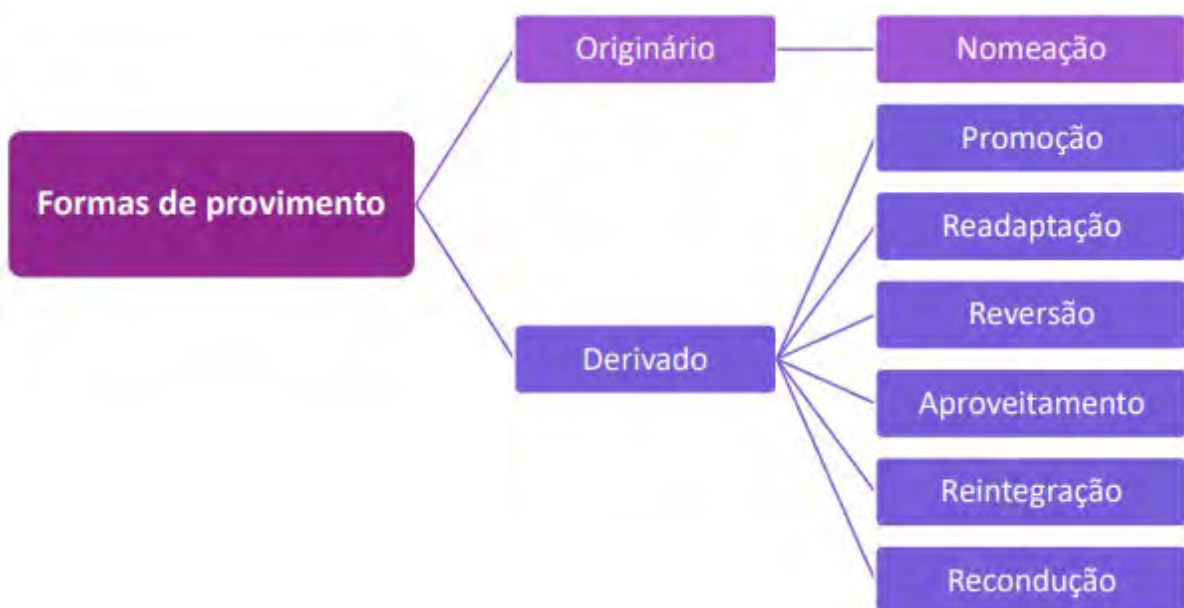 Formas de provimento
Originário
Nomeação
Derivado
Promoção
Readaptação
Reversão
Aproveitamento
Reintegração
Recondução